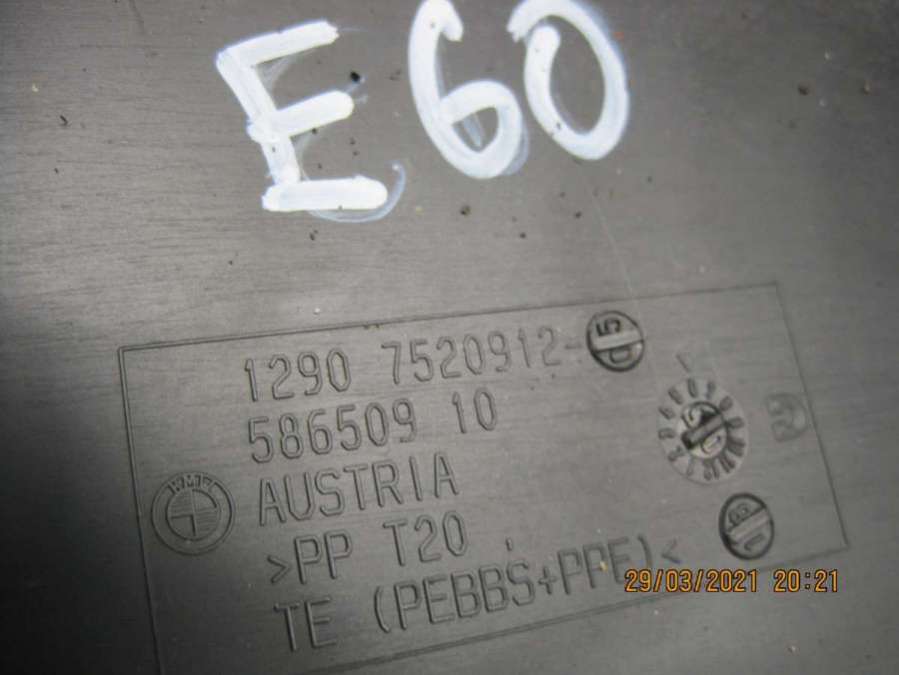 E60
1290 7520912-
586509 10
AUSTRIA
>PP T20
TE (PEBBS+PPE)<
29/03/2021 20:21